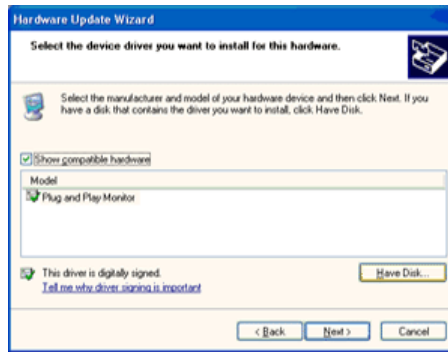 Hardware Update Wizard
Select the device driver you want to install for this hardware.
Select the manufacturer and model of your hardware device and then click Next. If you
have a disk that contains the driver you want to install, click Have Disk.
Show compatible hardware
Model
Plug and Play Monitor
This driver is digitally signed.
Have Disk...
Tell me why driver signing is important
< Back Next > Cancel